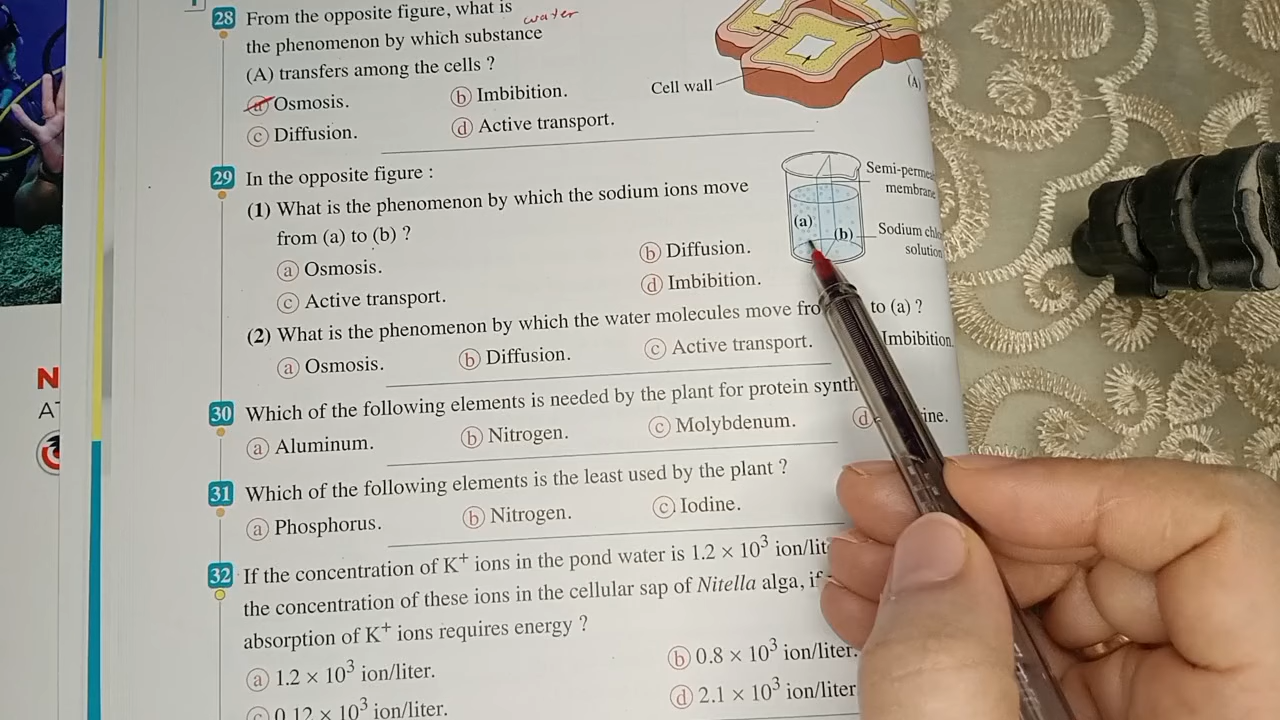 28 From the opposite figure, what is
water
the phenomenon by which substance
(A) transfers among the cells ?
a Osmosis.
b Imbibition.
c Diffusion.
d Active transport.
Cell wall
(A)
29 In the opposite figure :
(1) What is the phenomenon by which the sodium ions move
from (a) to (b) ?
a Osmosis.
b Diffusion.
c Active transport.
d Imbibition.
Semi-perme
membrane
(a)
(b)
Sodium chl
solution
(2) What is the phenomenon by which the water molecules move fro to (a) ?
a Osmosis.
b Diffusion.
c Active transport.
Imbibition.
30 Which of the following elements is needed by the plant for protein synth
a Aluminum.
b Nitrogen.
c Molybdenum.
d ine.
31 Which of the following elements is the least used by the plant ?
a Phosphorus.
b Nitrogen.
c Iodine.
32 If the concentration of K⁺ ions in the pond water is 1.2 × 10³ ion/lit
the concentration of these ions in the cellular sap of Nitella alga, if
absorption of K⁺ ions requires energy ?
a 1.2 × 10³ ion/liter.
b 0.8 × 10³ ion/liter.
c 0.12 × 10³ ion/liter.
d 2.1 × 10³ ion/liter
N